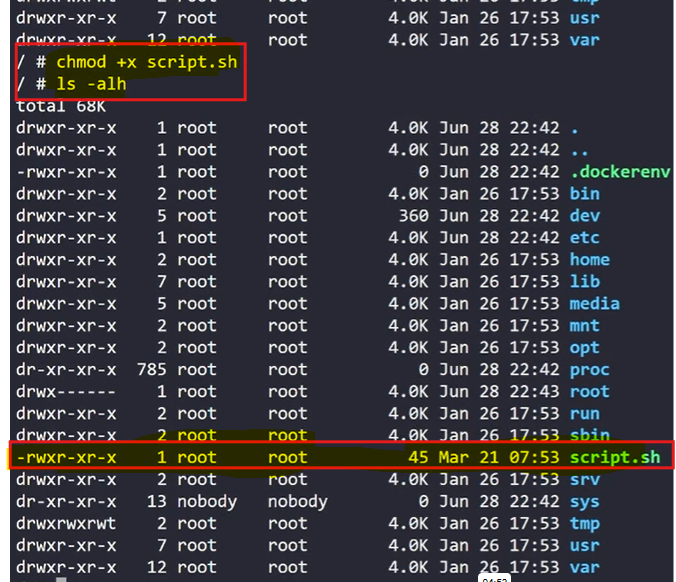 drwxr-xr-x 7 root root 4.0K Jan 26 17:53 usr
drwxr-xr-x 12 root root 4.0K Jan 26 17:53 var
/ # chmod +x script.sh
/ # ls -alh
total 68K
drwxr-xr-x 1 root root 4.0K Jun 28 22:42 .
drwxr-xr-x 1 root root 4.0K Jun 28 22:42 ..
-rwxr-xr-x 1 root root 0 Jun 28 22:42 .dockerenv
drwxr-xr-x 2 root root 4.0K Jan 26 17:53 bin
drwxr-xr-x 5 root root 360 Jun 28 22:42 dev
drwxr-xr-x 1 root root 4.0K Jun 28 22:42 etc
drwxr-xr-x 2 root root 4.0K Jan 26 17:53 home
drwxr-xr-x 7 root root 4.0K Jan 26 17:53 lib
drwxr-xr-x 5 root root 4.0K Jan 26 17:53 media
drwxr-xr-x 2 root root 4.0K Jan 26 17:53 mnt
drwxr-xr-x 2 root root 4.0K Jan 26 17:53 opt
dr-xr-xr-x 785 root root 0 Jun 28 22:42 proc
drwx------ 1 root root 4.0K Jun 28 22:43 root
drwxr-xr-x 2 root root 4.0K Jan 26 17:53 run
drwxr-xr-x 2 root root 4.0K Jan 26 17:53 sbin
-rwxr-xr-x 1 root root 45 Mar 21 07:53 script.sh
drwxr-xr-x 2 root root 4.0K Jan 26 17:53 srv
dr-xr-xr-x 13 nobody nobody 0 Jun 28 22:42 sys
drwxrwxrwt 2 root root 4.0K Jan 26 17:53 tmp
drwxr-xr-x 7 root root 4.0K Jan 26 17:53 usr
drwxr-xr-x 12 root root 4.0K Jan 26 17:53 var